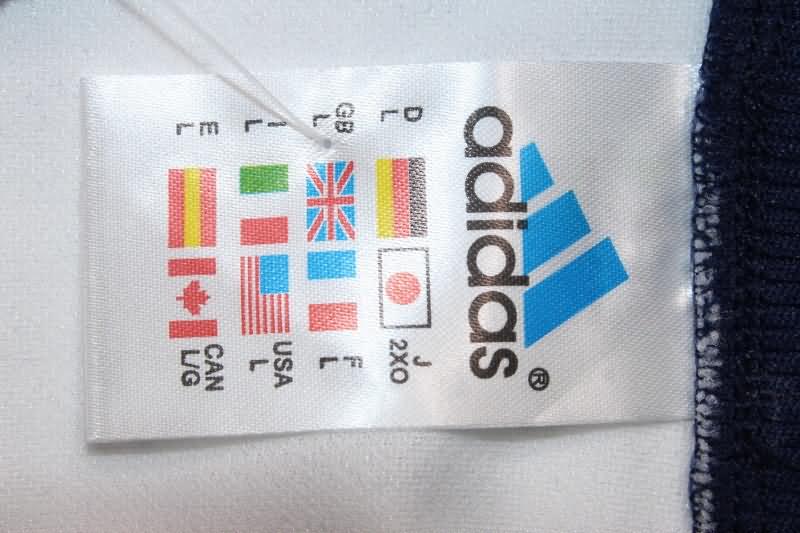 adidas®
D J
L 2XO
GB F
L L
I USA
L L
E CAN
L L/G